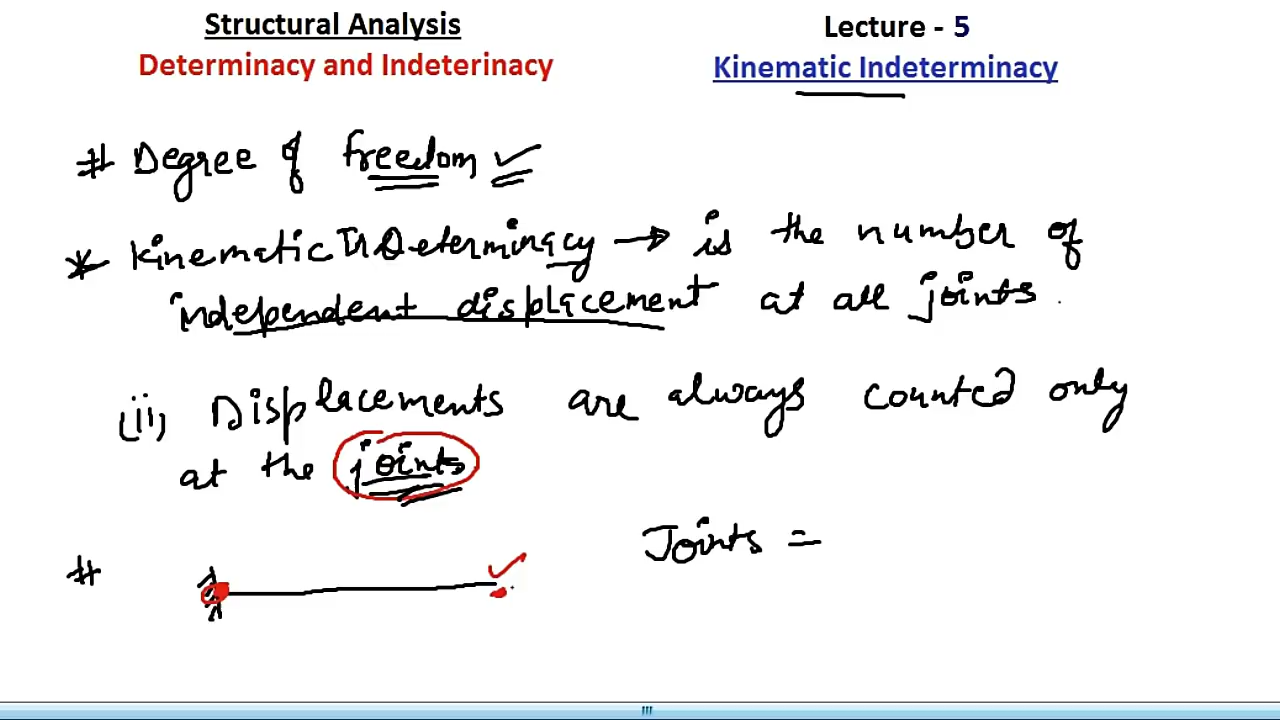 Structural Analysis
Lecture - 5
Determinacy and Indeterinacy
Kinematic Indeterminacy
# Degree of freedom
* Kinematic InDeterminacy → is the number of
independent displacement at all joints.
(ii) Displacements are always counted only
at the joints
Joints =
#